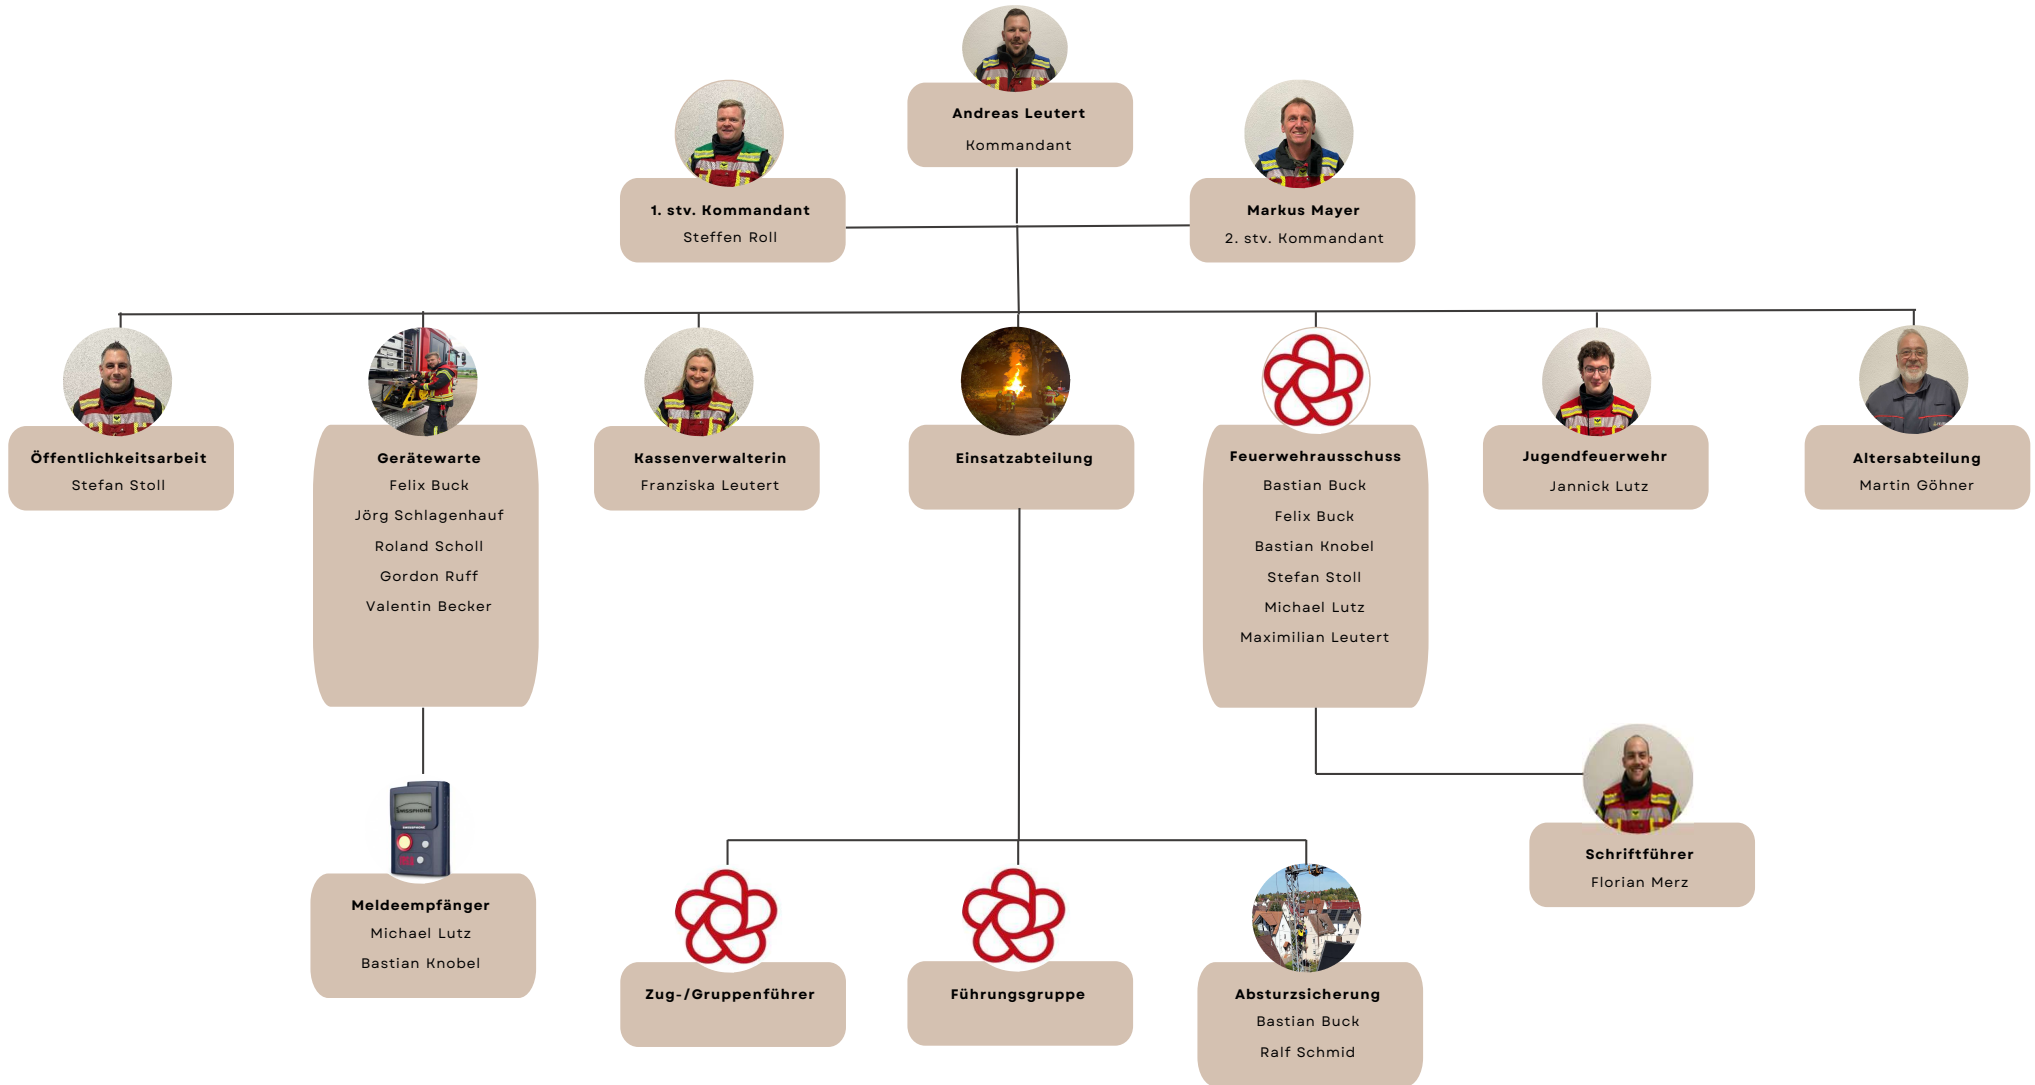 Andreas Leutert
Kommandant
1. stv. Kommandant
Steffen Roll
Markus Mayer
2. stv. Kommandant
Öffentlichkeitsarbeit
Stefan Stoll
Gerätewarte
Felix Buck
Jörg Schlagenhauf
Roland Scholl
Gordon Ruff
Valentin Becker
Kassenverwalterin
Franziska Leutert
Einsatzabteilung
Feuerwehrausschuss
Bastian Buck
Felix Buck
Bastian Knobel
Stefan Stoll
Michael Lutz
Maximilian Leutert
Jugendfeuerwehr
Jannick Lutz
Altersabteilung
Martin Göhner
Meldeempfänger
Michael Lutz
Bastian Knobel
Zug-/Gruppenführer
Führungsgruppe
Absturzsicherung
Bastian Buck
Ralf Schmid
Schriftführer
Florian Merz